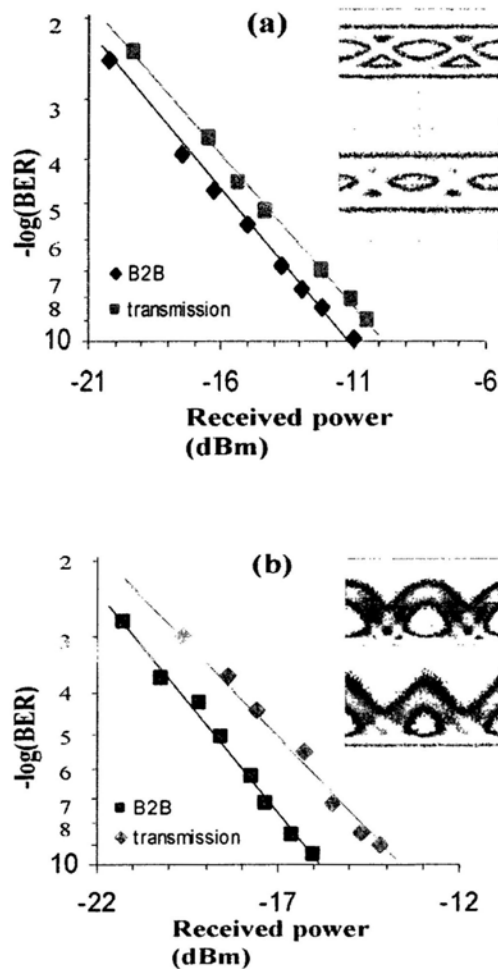 (a)
2
3
4
5
6
7
8
10
-log(BER)
B2B
transmission
-21 -16 -11 -6
Received power
(dBm)
(b)
2
3
4
5
6
7
8
10
-log(BER)
B2B
transmission
-22 -17 -12
Received power
(dBm)